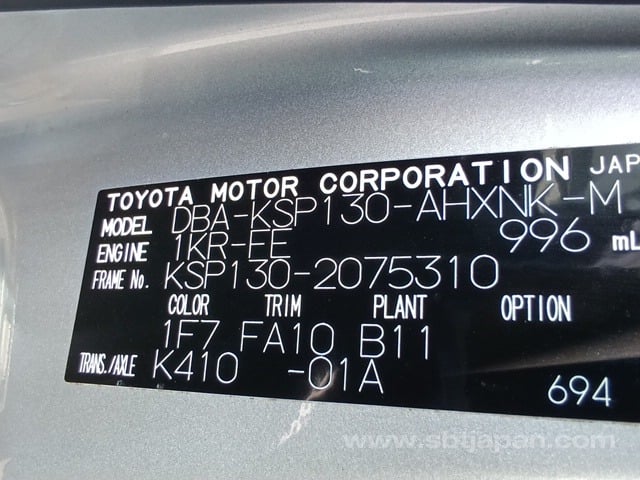 TOYOTA MOTOR CORPORATION JAP
MODEL DBA-KSP130-AHXNK-M
ENGINE 1KR-FE 996 mL
FRAME No. KSP130-2075310
COLOR TRIM PLANT OPTION
1F7 FA10 B11
TRANS./AXLE K410 -01A
694
www.sbtjapan.com